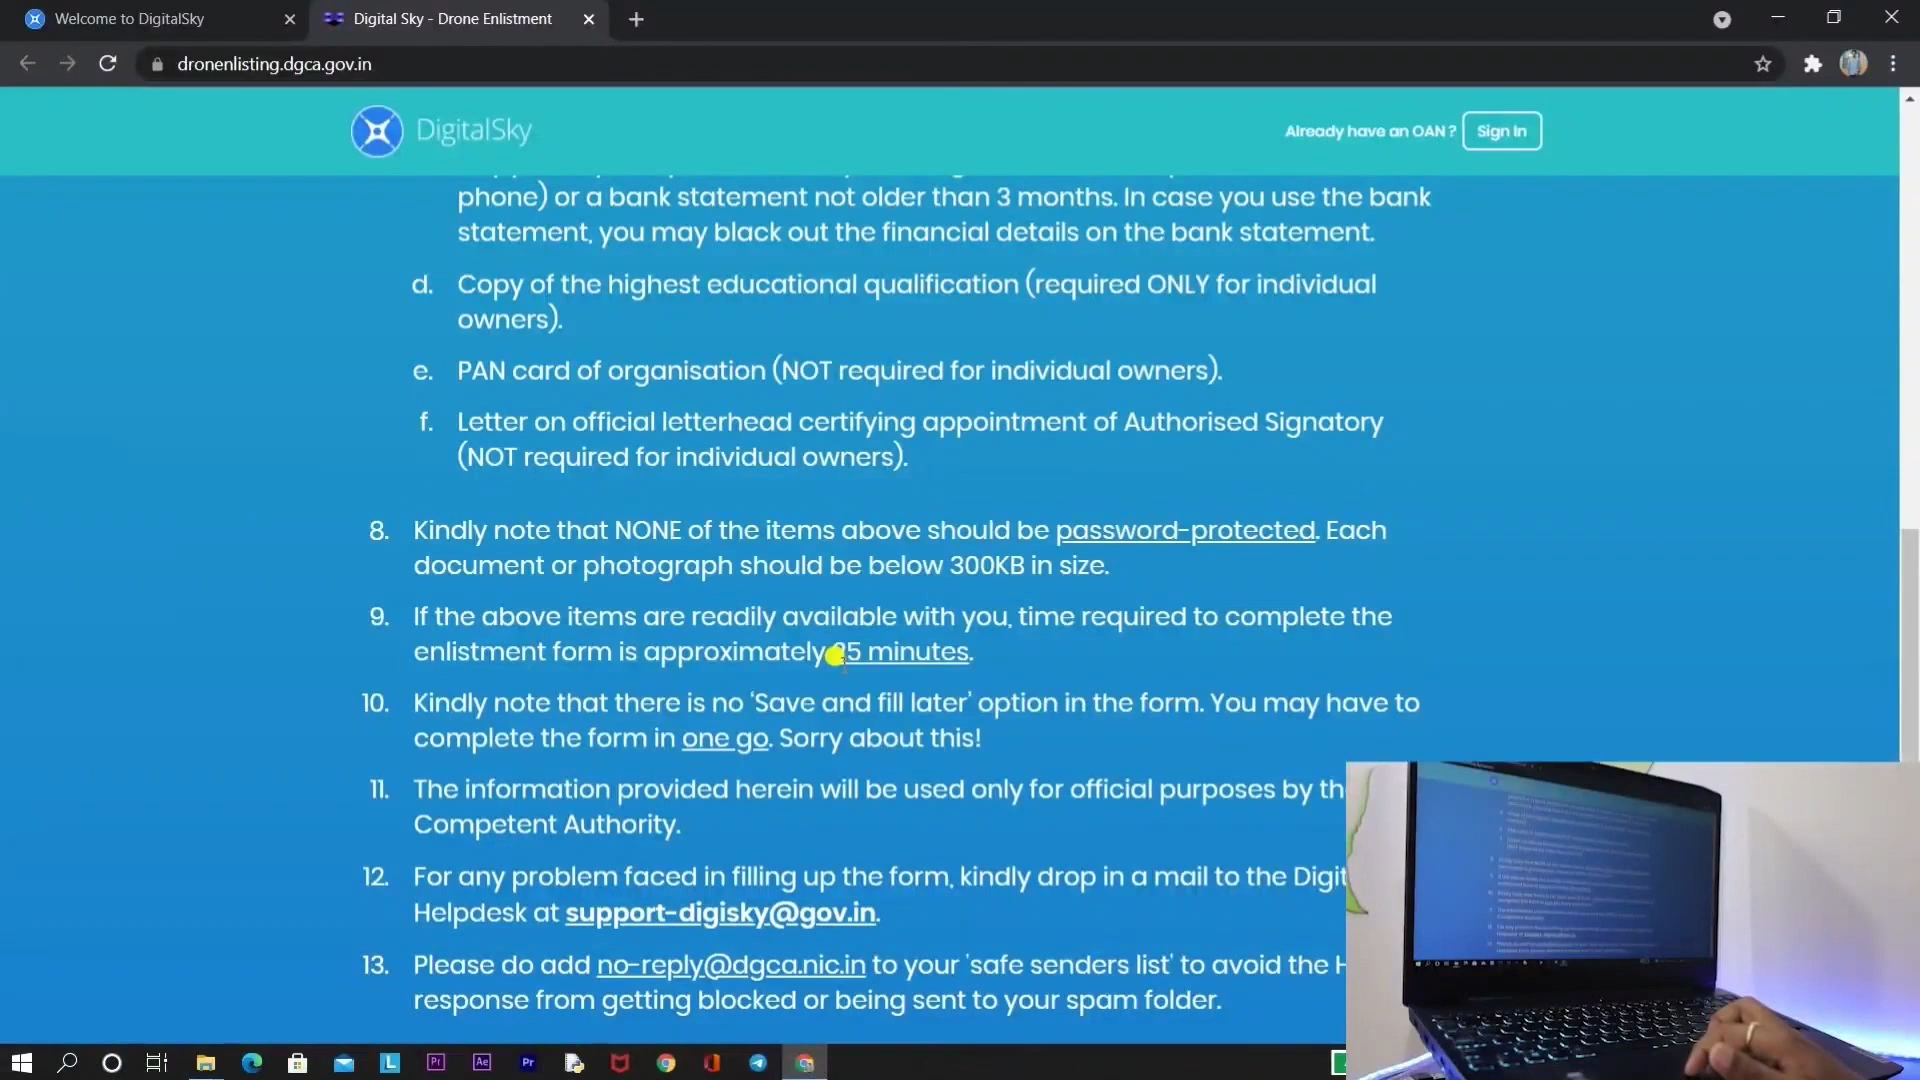 Welcome to DigitalSky
Digital Sky - Drone Enlistment
dronenlisting.dgca.gov.in
DigitalSky
Already have an OAN ? Sign In
phone) or a bank statement not older than 3 months. In case you use the bank
statement, you may black out the financial details on the bank statement.
d. Copy of the highest educational qualification (required ONLY for individual
owners).
e. PAN card of organisation (NOT required for individual owners).
f. Letter on official letterhead certifying appointment of Authorised Signatory
(NOT required for individual owners).
8. Kindly note that NONE of the items above should be password-protected. Each
document or photograph should be below 300KB in size.
9. If the above items are readily available with you, time required to complete the
enlistment form is approximately minutes.
10. Kindly note that there is no ‘Save and fill later’ option in the form. You may have to
complete the form in one go. Sorry about this!
11. The information provided herein will be used only for official purposes by
Competent Authority.
12. For any problem faced in filling up the form, kindly drop in a mail to the
Helpdesk at support-digisky@gov.in.
13. Please do add no-reply@dgca.nic.in to your 'safe senders list' to avoid the
response from getting blocked or being sent to your spam folder.